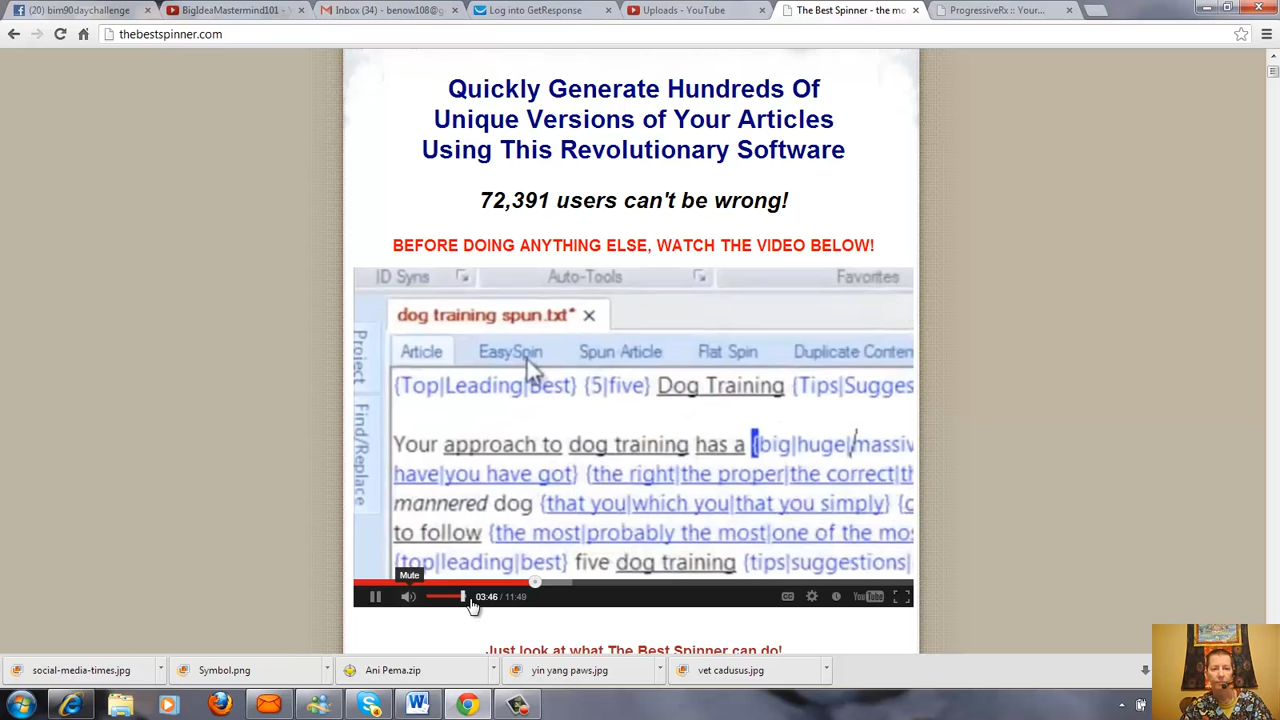 (20) bim90daychallenge
BigIdeaMastermind101 -
Inbox (34) - benow108@g
Log into GetResponse
Uploads - YouTube
The Best Spinner - the mo
ProgressiveRx :: Your...
thebestspinner.com
Quickly Generate Hundreds Of
Unique Versions of Your Articles
Using This Revolutionary Software
72,391 users can't be wrong!
BEFORE DOING ANYTHING ELSE, WATCH THE VIDEO BELOW!
ID Syns Auto-Tools Favorites
dog training spun.txt*
Project
Find/Replace
Article EasySpin Spun Article Flat Spin Duplicate Conten
{Top|Leading|Best} {5|five} Dog Training {Tips|Sugges
Your approach to dog training has a {big|huge|massiv
have|you have got} {the right|the proper|the correct|th
mannered dog {that you|which you|that you simply} {c
to follow {the most|probably the most|one of the mos
{top|leading|best} five dog training {tips|suggestions|
Mute
03:46 / 11:49
CC
YouTube
Just look at what The Best Spinner can do!
social-media-times.jpg
Symbol.png
Ani Pema.zip
yin yang paws.jpg
vet cadusus.jpg